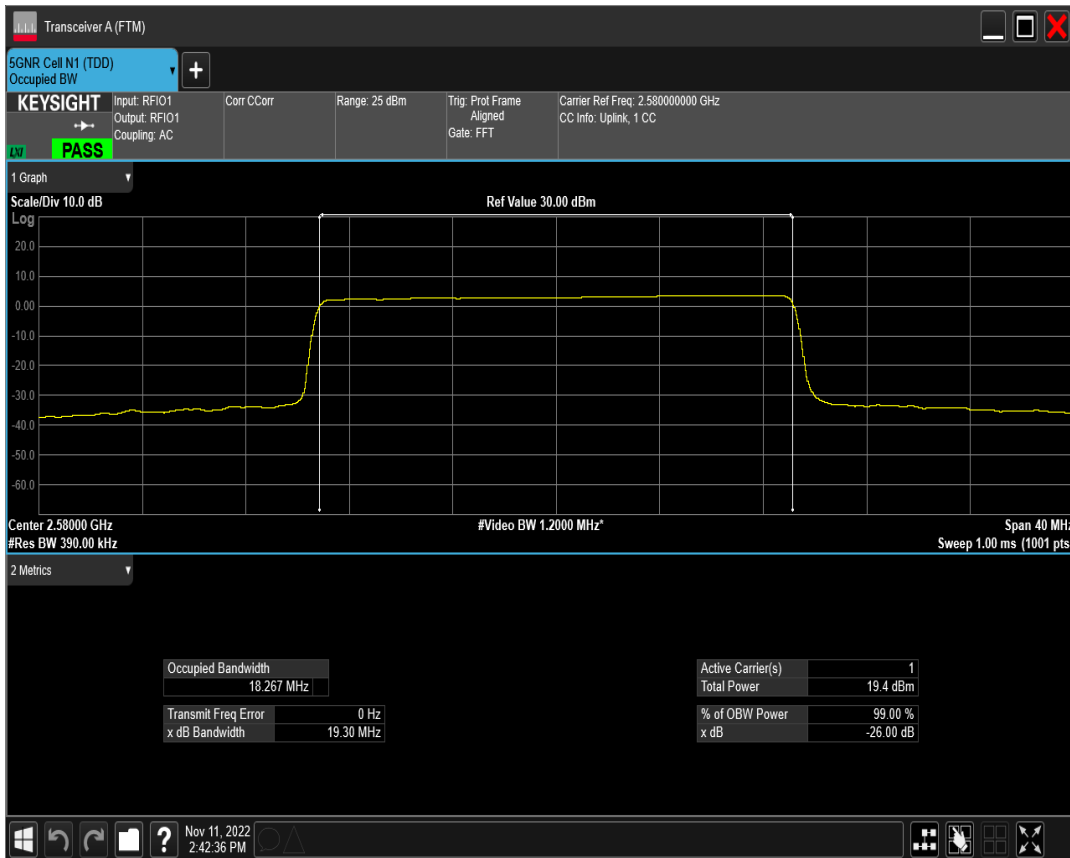 Transceiver A (FTM)
5GNR Cell N1 (TDD)
Occupied BW
+
KEYSIGHT
LXI
PASS
Input: RFIO1
Output: RFIO1
Coupling: AC
Corr CCorr
Range: 25 dBm
Trig: Prot Frame
Aligned
Gate: FFT
Carrier Ref Freq: 2.580000000 GHz
CC Info: Uplink, 1 CC
1 Graph
Scale/Div 10.0 dB
Ref Value 30.00 dBm
Log
20.0
10.0
0.00
-10.0
-20.0
-30.0
-40.0
-50.0
-60.0
Center 2.58000 GHz
#Video BW 1.2000 MHz*
Span 40 MHz
#Res BW 390.00 kHz
Sweep 1.00 ms (1001 pts
2 Metrics
Occupied Bandwidth
18.267 MHz
Transmit Freq Error 0 Hz
x dB Bandwidth 19.30 MHz
Active Carrier(s) 1
Total Power 19.4 dBm
% of OBW Power 99.00 %
x dB -26.00 dB
?
Nov 11, 2022
2:42:36 PM